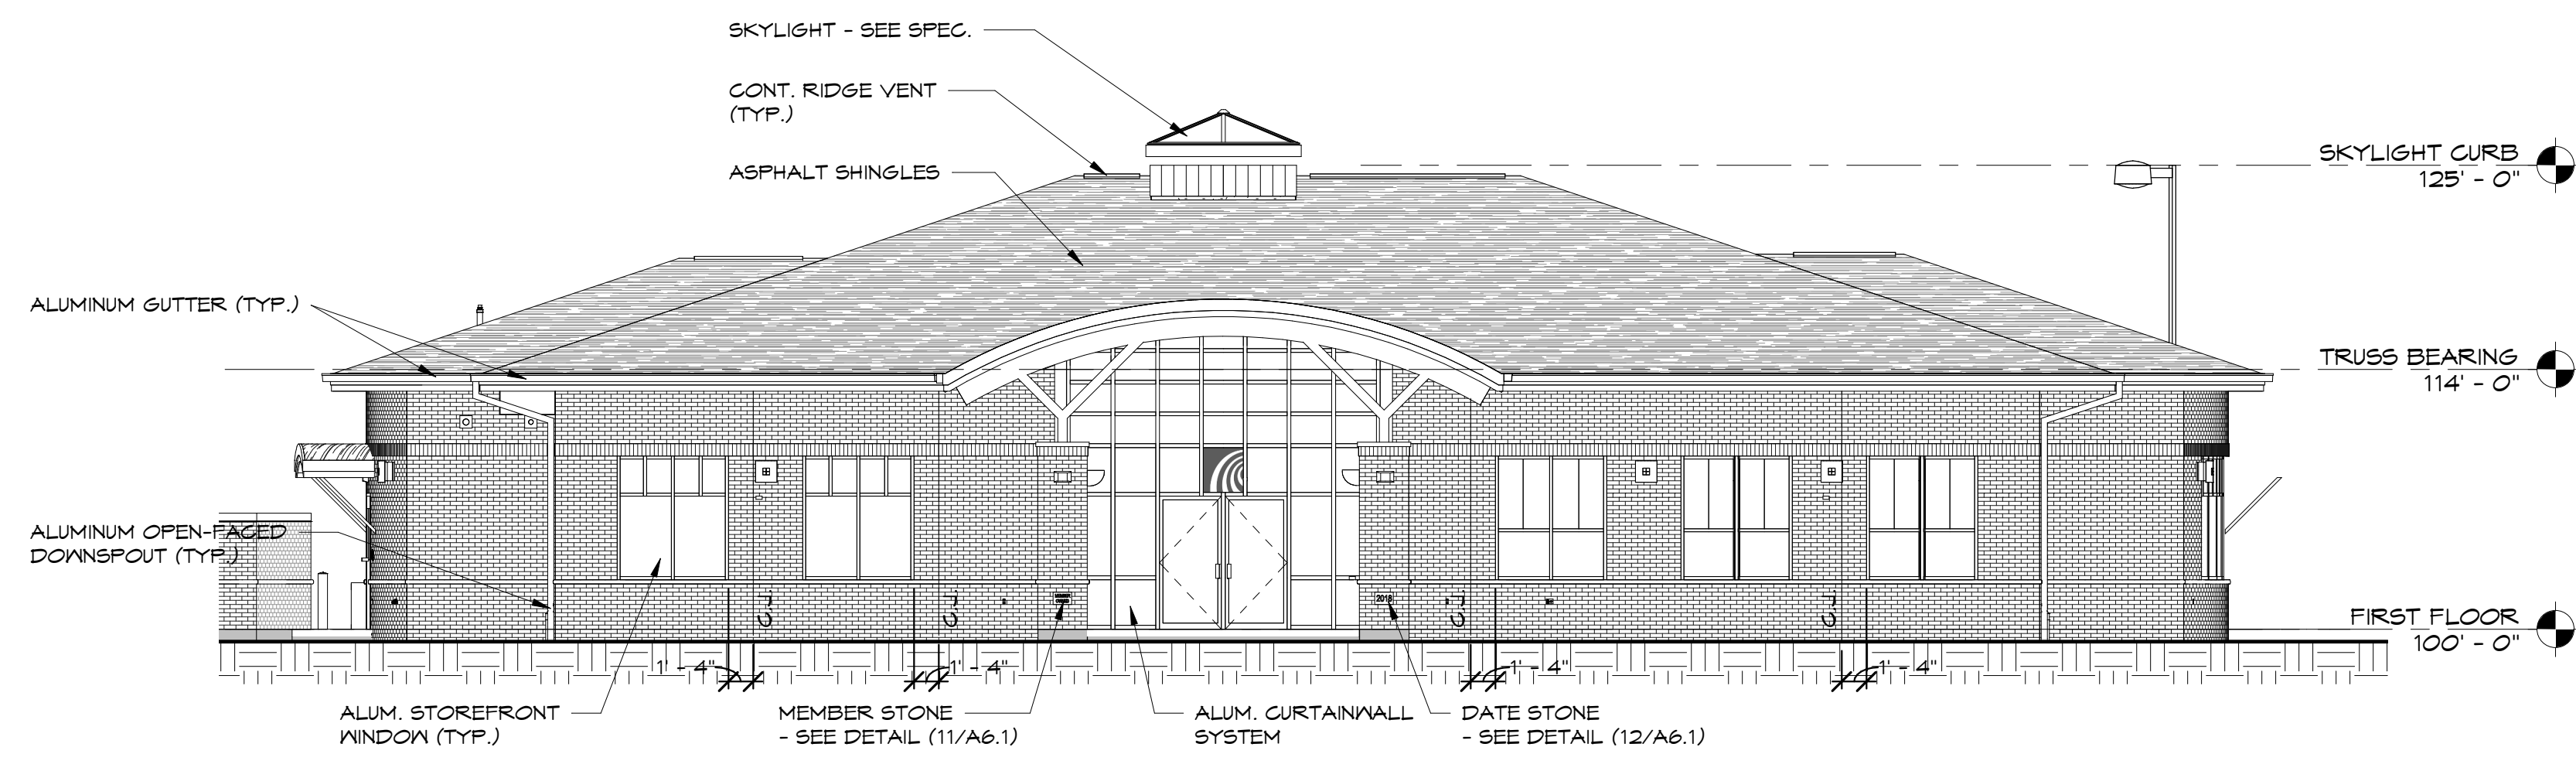 SKYLIGHT - SEE SPEC.
CONT. RIDGE VENT
(TYP.)
ASPHALT SHINGLES
SKYLIGHT CURB
125' - 0"
ALUMINUM GUTTER (TYP.)
TRUSS BEARING
114' - 0"
ALUMINUM OPEN-FACED
DOWNSPOUT (TYP.)
2018
C.J.
C.J.
C.J.
C.J.
FIRST FLOOR
100' - 0"
1' - 4"
1' - 4"
1' - 4"
1' - 4"
ALUM. STOREFRONT
WINDOW (TYP.)
MEMBER STONE
- SEE DETAIL (11/A6.1)
ALUM. CURTAINWALL
SYSTEM
DATE STONE
- SEE DETAIL (12/A6.1)